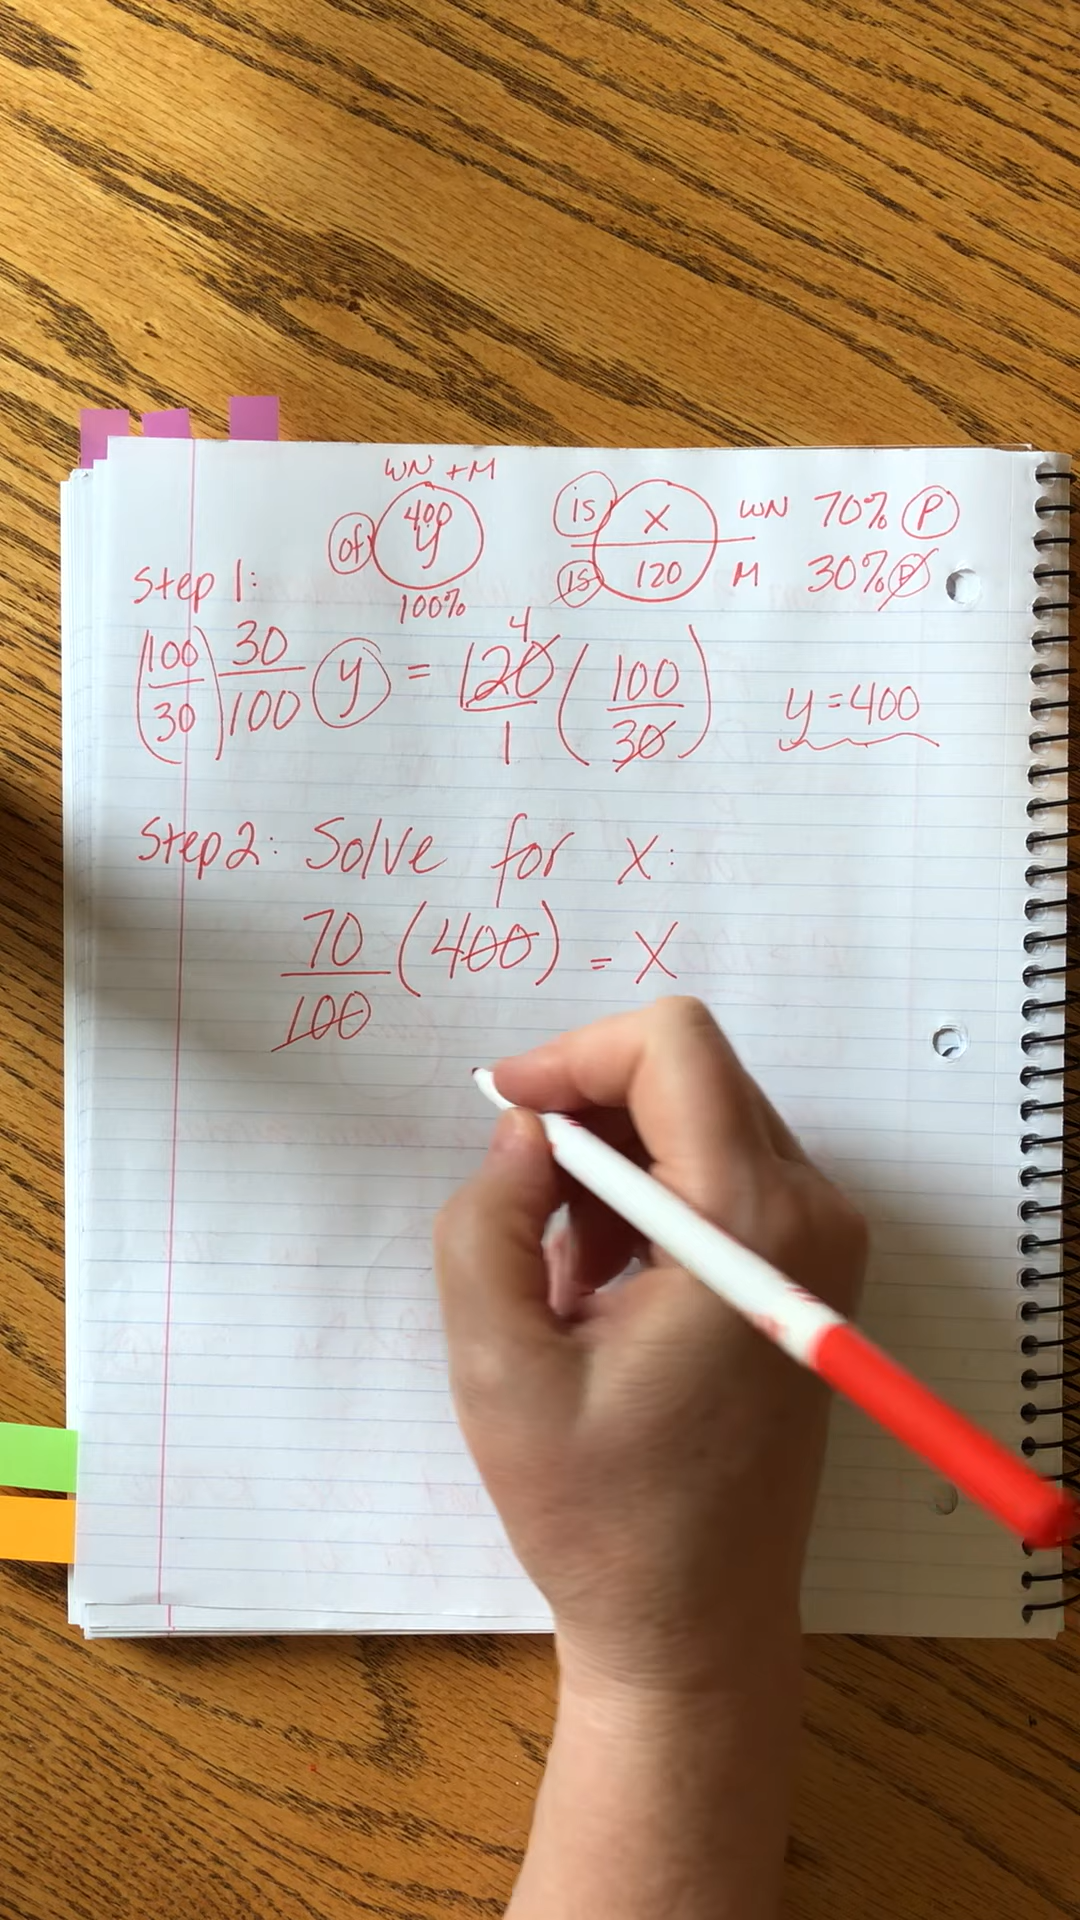 WN + M
of 400 y
100%
is X WN 70% P
is 120 M 30% P
Step 1:
(100/30) 30/100 y = 120/1 (100/30) 4
y = 400
Step 2: Solve for X:
70/100 (400) = X